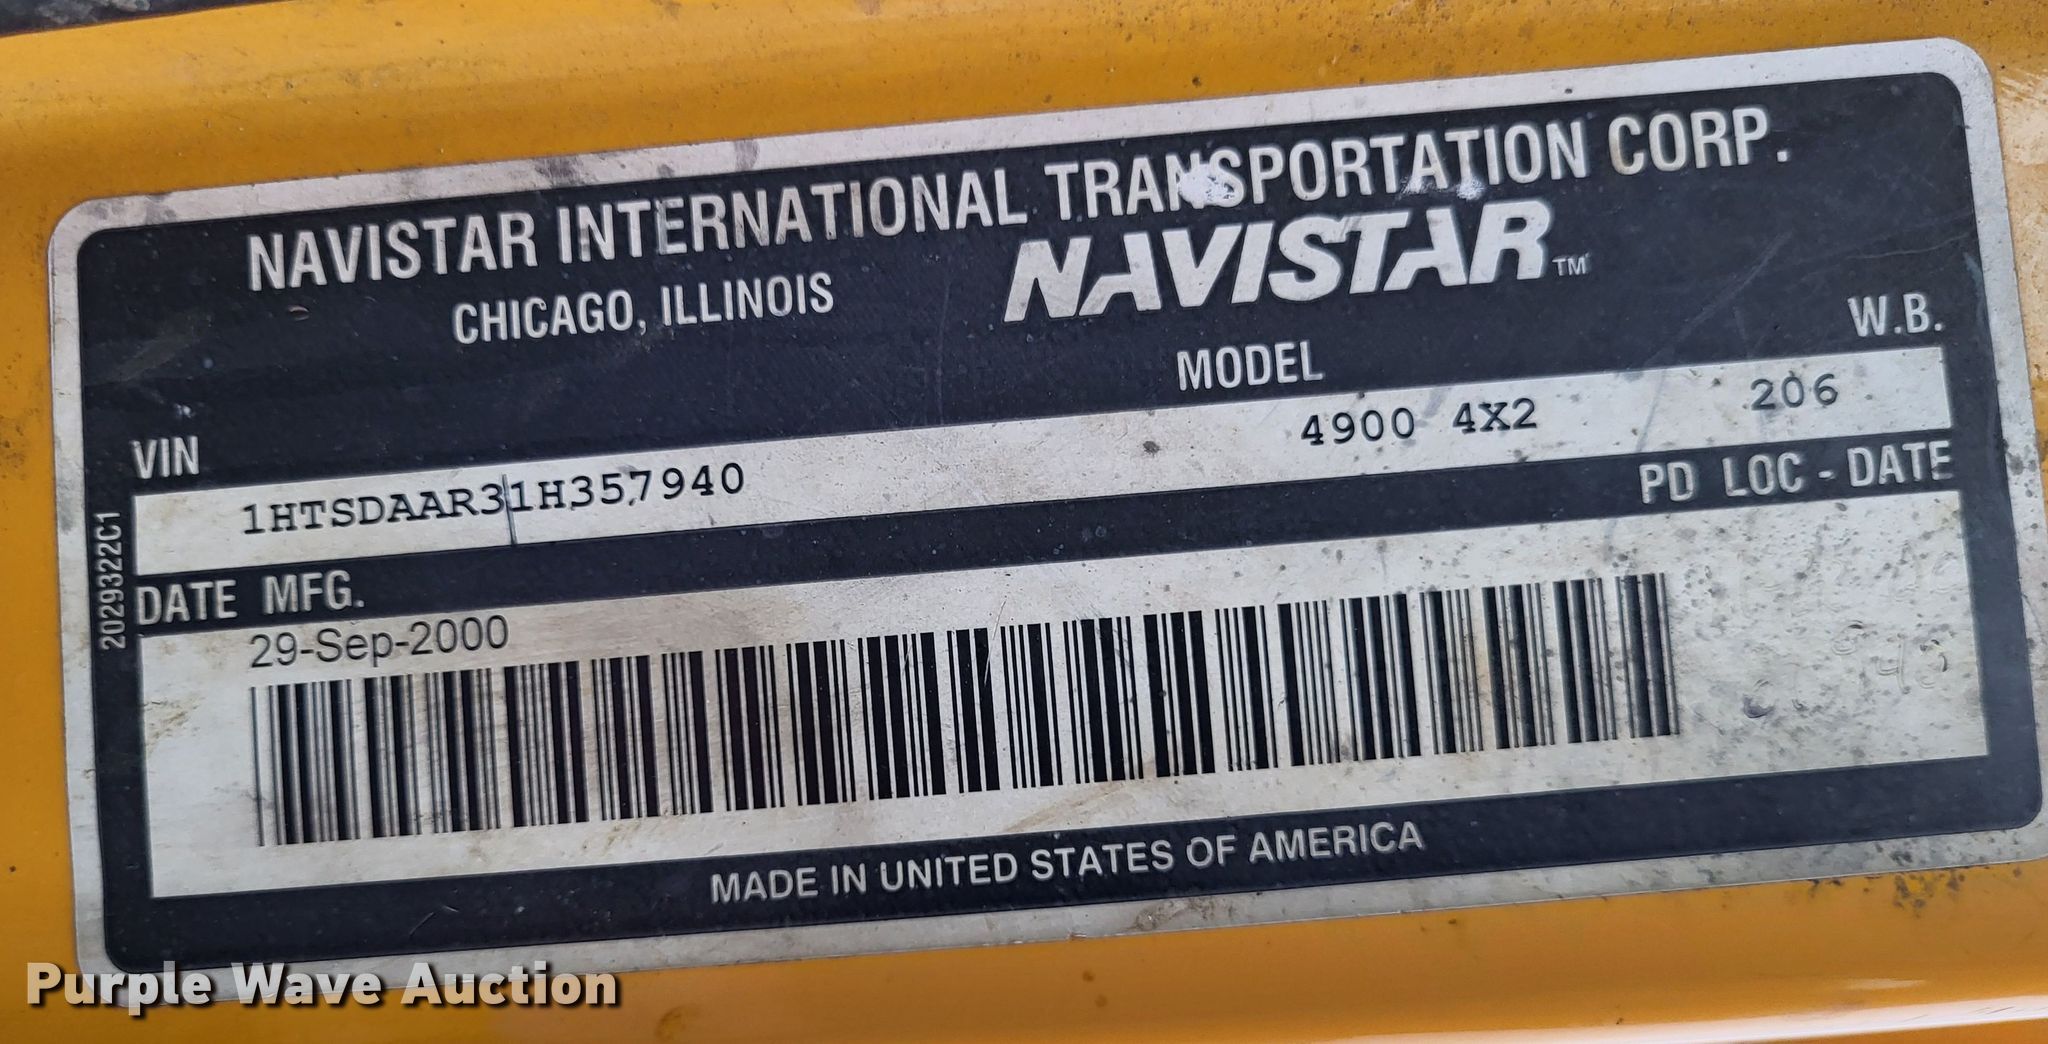 NAVISTAR INTERNATIONAL TRANSPORTATION CORP.
CHICAGO, ILLINOIS
NAVISTAR™
VIN
MODEL
W.B.
1HTSDAAR31H357940
4900 4X2
206
DATE MFG.
PD LOC - DATE
29-Sep-2000
2029322C1
MADE IN UNITED STATES OF AMERICA
Purple Wave Auction